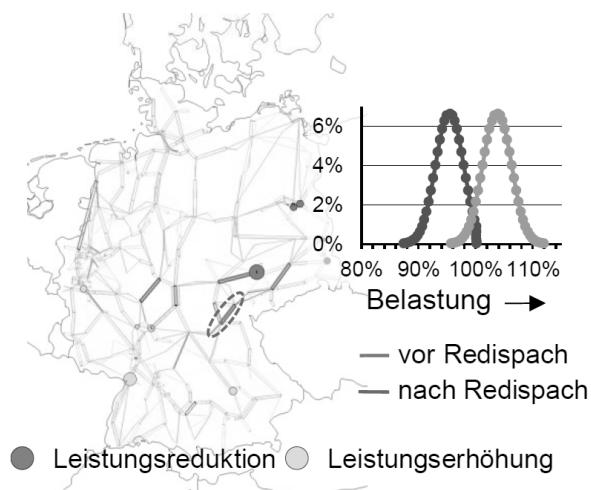 6%
4%
2%
0%
80% 90% 100% 110%
Belastung →
vor Redispach
nach Redispach
Leistungsreduktion Leistungserhöhung